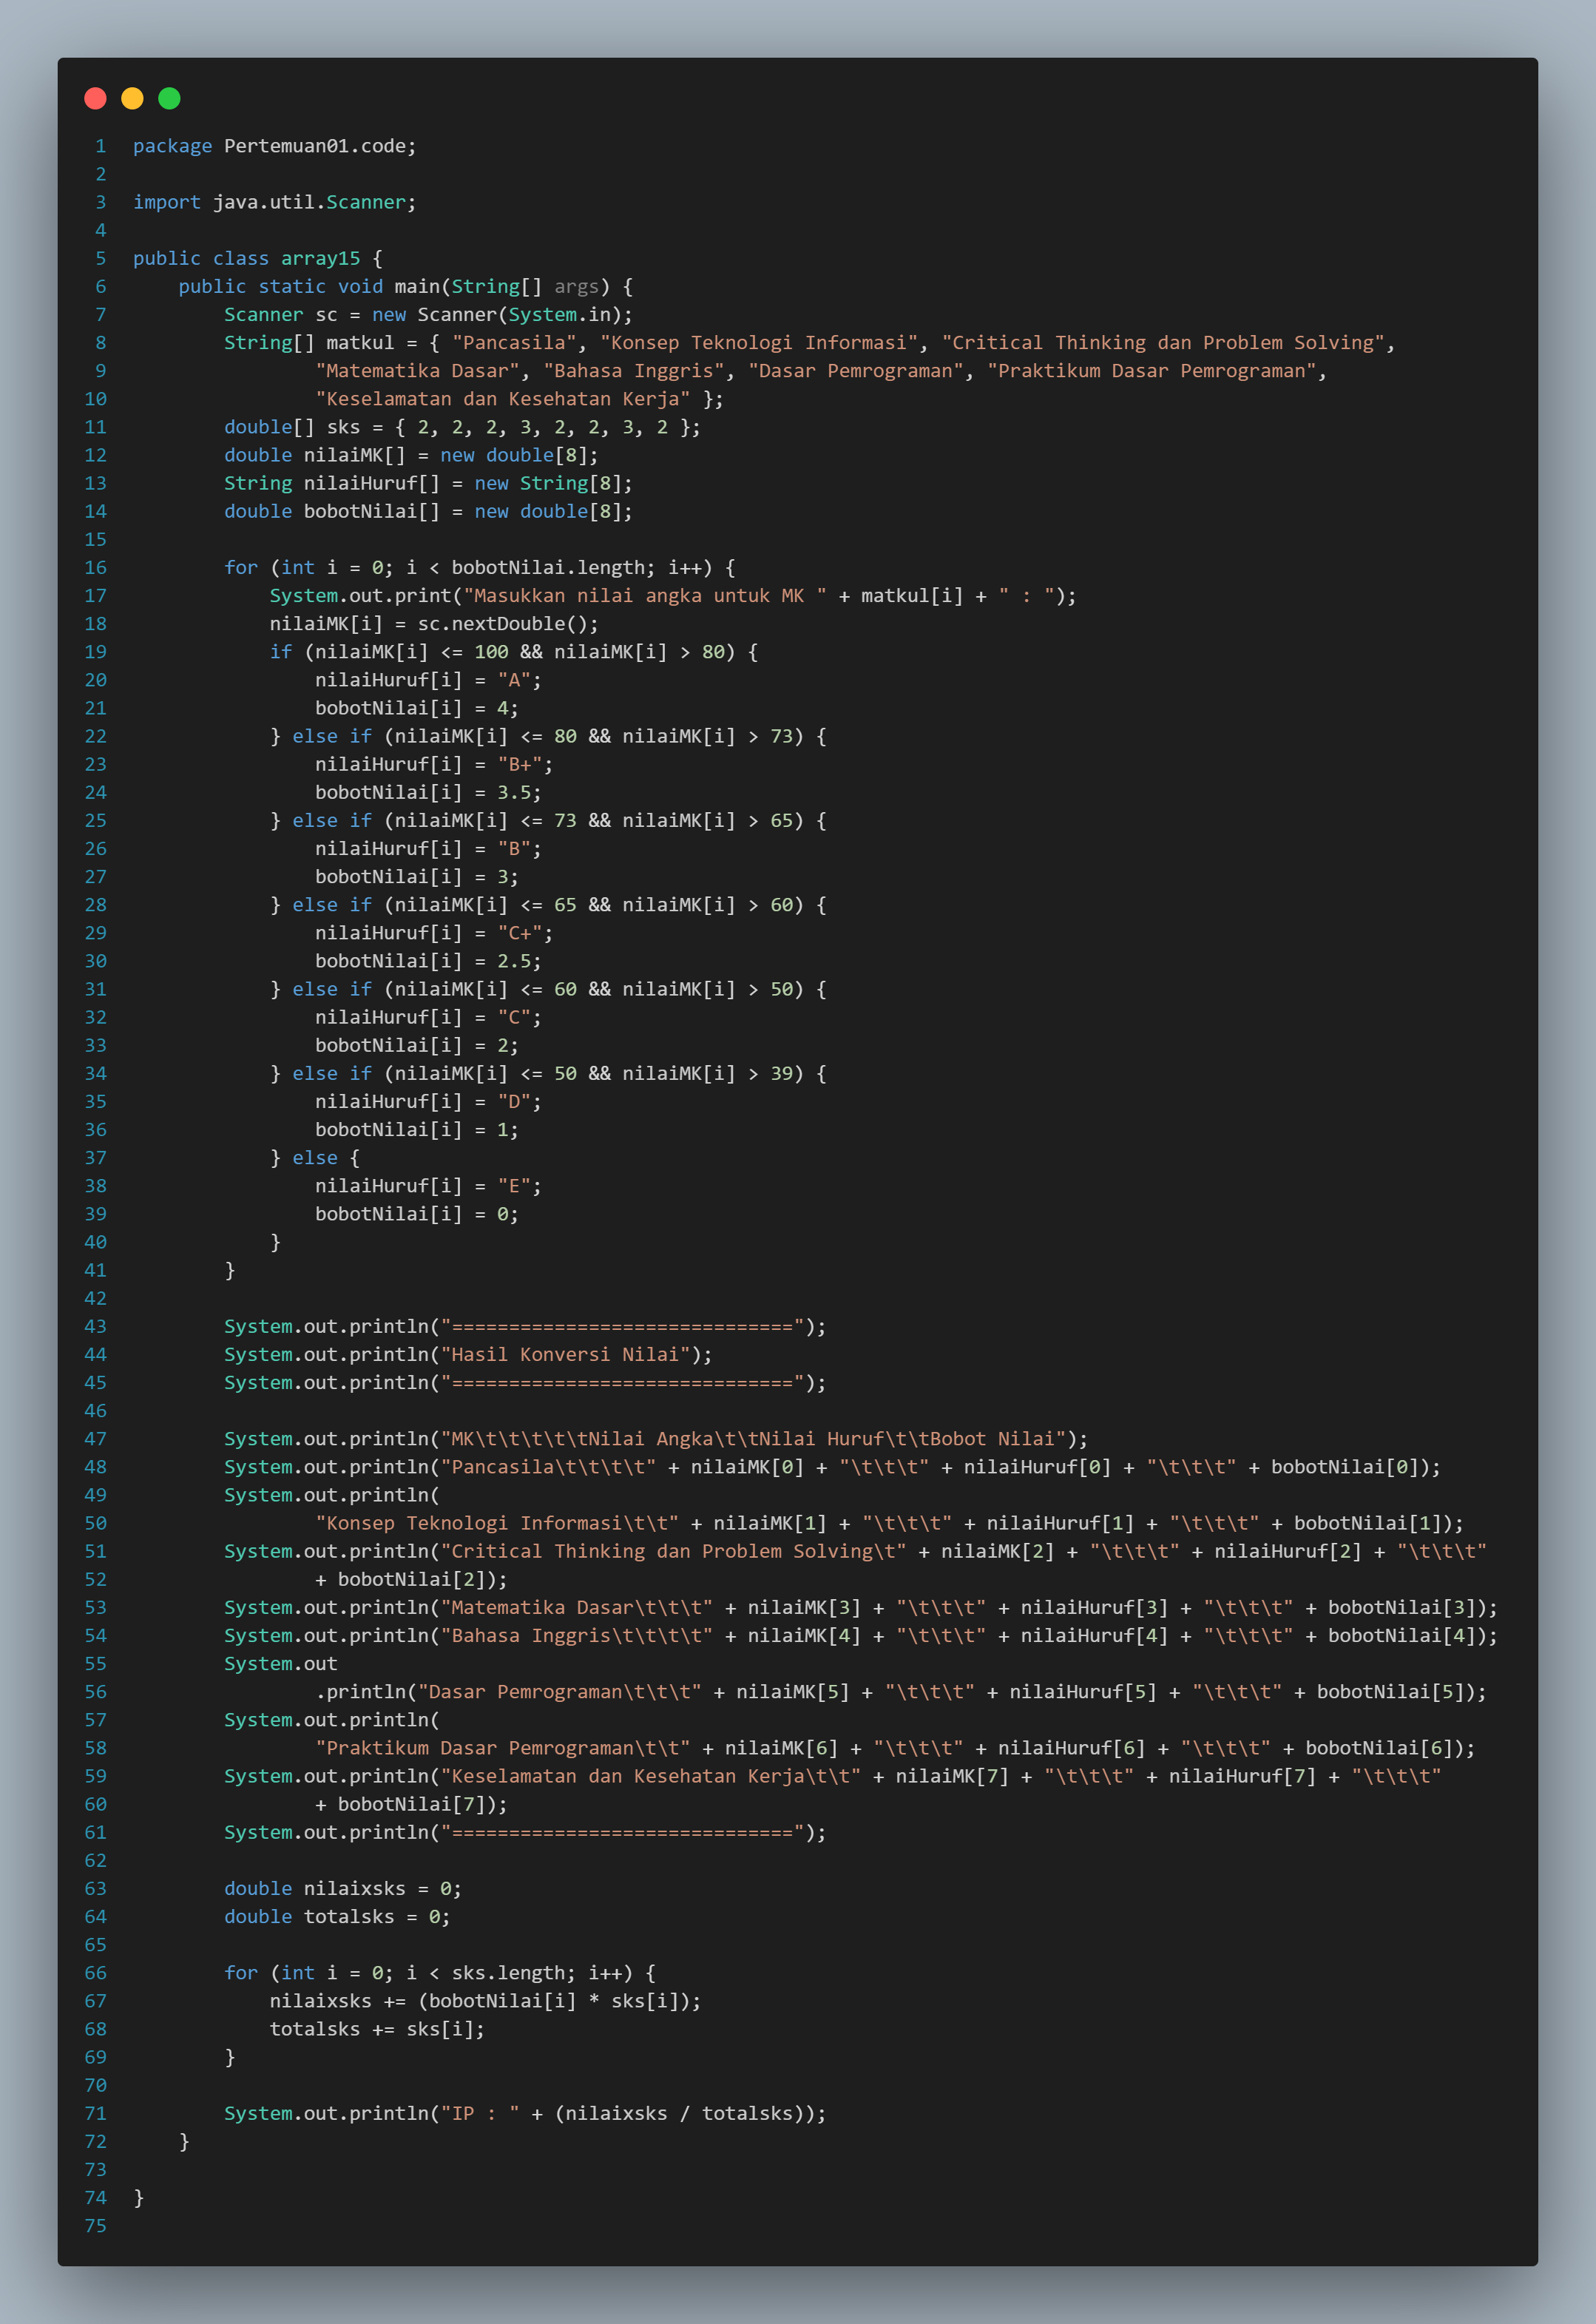 1 package Pertemuan01.code;
2
3 import java.util.Scanner;
4
5 public class array15 {
6     public static void main(String[] args) {
7         Scanner sc = new Scanner(System.in);
8         String[] matkul = { "Pancasila", "Konsep Teknologi Informasi", "Critical Thinking dan Problem Solving",
9                 "Matematika Dasar", "Bahasa Inggris", "Dasar Pemrograman", "Praktikum Dasar Pemrograman",
10                 "Keselamatan dan Kesehatan Kerja" };
11         double[] sks = { 2, 2, 2, 3, 2, 2, 3, 2 };
12         double nilaiMK[] = new double[8];
13         String nilaiHuruf[] = new String[8];
14         double bobotNilai[] = new double[8];
15
16         for (int i = 0; i < bobotNilai.length; i++) {
17             System.out.print("Masukkan nilai angka untuk MK " + matkul[i] + " : ");
18             nilaiMK[i] = sc.nextDouble();
19             if (nilaiMK[i] <= 100 && nilaiMK[i] > 80) {
20                 nilaiHuruf[i] = "A";
21                 bobotNilai[i] = 4;
22             } else if (nilaiMK[i] <= 80 && nilaiMK[i] > 73) {
23                 nilaiHuruf[i] = "B+";
24                 bobotNilai[i] = 3.5;
25             } else if (nilaiMK[i] <= 73 && nilaiMK[i] > 65) {
26                 nilaiHuruf[i] = "B";
27                 bobotNilai[i] = 3;
28             } else if (nilaiMK[i] <= 65 && nilaiMK[i] > 60) {
29                 nilaiHuruf[i] = "C+";
30                 bobotNilai[i] = 2.5;
31             } else if (nilaiMK[i] <= 60 && nilaiMK[i] > 50) {
32                 nilaiHuruf[i] = "C";
33                 bobotNilai[i] = 2;
34             } else if (nilaiMK[i] <= 50 && nilaiMK[i] > 39) {
35                 nilaiHuruf[i] = "D";
36                 bobotNilai[i] = 1;
37             } else {
38                 nilaiHuruf[i] = "E";
39                 bobotNilai[i] = 0;
40             }
41         }
42
43         System.out.println("==============================");
44         System.out.println("Hasil Konversi Nilai");
45         System.out.println("==============================");
46
47         System.out.println("MK\t\t\t\t\tNilai Angka\t\tNilai Huruf\t\tBobot Nilai");
48         System.out.println("Pancasila\t\t\t\t" + nilaiMK[0] + "\t\t\t" + nilaiHuruf[0] + "\t\t\t" + bobotNilai[0]);
49         System.out.println(
50                 "Konsep Teknologi Informasi\t\t" + nilaiMK[1] + "\t\t\t" + nilaiHuruf[1] + "\t\t\t" + bobotNilai[1]);
51         System.out.println("Critical Thinking dan Problem Solving\t" + nilaiMK[2] + "\t\t\t" + nilaiHuruf[2] + "\t\t\t"
52                 + bobotNilai[2]);
53         System.out.println("Matematika Dasar\t\t\t" + nilaiMK[3] + "\t\t\t" + nilaiHuruf[3] + "\t\t\t" + bobotNilai[3]);
54         System.out.println("Bahasa Inggris\t\t\t\t" + nilaiMK[4] + "\t\t\t" + nilaiHuruf[4] + "\t\t\t" + bobotNilai[4]);
55         System.out
56                 .println("Dasar Pemrograman\t\t\t" + nilaiMK[5] + "\t\t\t" + nilaiHuruf[5] + "\t\t\t" + bobotNilai[5]);
57         System.out.println(
58                 "Praktikum Dasar Pemrograman\t\t" + nilaiMK[6] + "\t\t\t" + nilaiHuruf[6] + "\t\t\t" + bobotNilai[6]);
59         System.out.println("Keselamatan dan Kesehatan Kerja\t\t" + nilaiMK[7] + "\t\t\t" + nilaiHuruf[7] + "\t\t\t"
60                 + bobotNilai[7]);
61         System.out.println("==============================");
62
63         double nilaixsks = 0;
64         double totalsks = 0;
65
66         for (int i = 0; i < sks.length; i++) {
67             nilaixsks += (bobotNilai[i] * sks[i]);
68             totalsks += sks[i];
69         }
70
71         System.out.println("IP : " + (nilaixsks / totalsks));
72     }
73
74 }
75